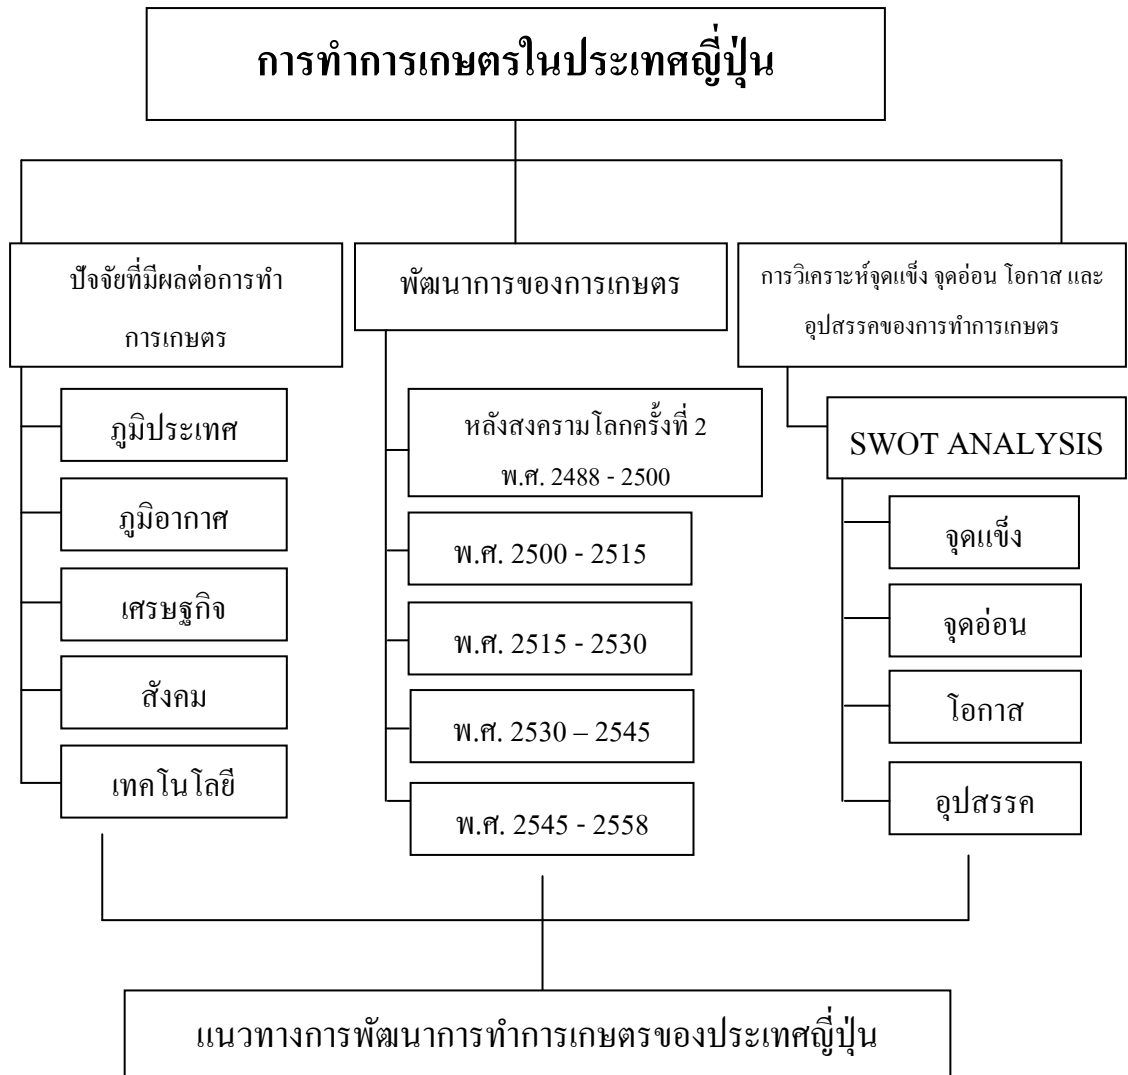 การทำการเกษตรในประเทศญี่ปุ่น
ปัจจัยที่มีผลต่อการทำ
การเกษตร
ภูมิประเทศ
ภูมิอากาศ
เศรษฐกิจ
สังคม
เทคโนโลยี
พัฒนาการของการเกษตร
หลังสงครามโลกครั้งที่ 2
พ.ศ. 2488 - 2500
พ.ศ. 2500 - 2515
พ.ศ. 2515 - 2530
พ.ศ. 2530 – 2545
พ.ศ. 2545 - 2558
การวิเคราะห์จุดแข็ง จุดอ่อน โอกาส และ
อุปสรรคของการทำการเกษตร
SWOT ANALYSIS
จุดแข็ง
จุดอ่อน
โอกาส
อุปสรรค
แนวทางการพัฒนาการทำการเกษตรของประเทศญี่ปุ่น